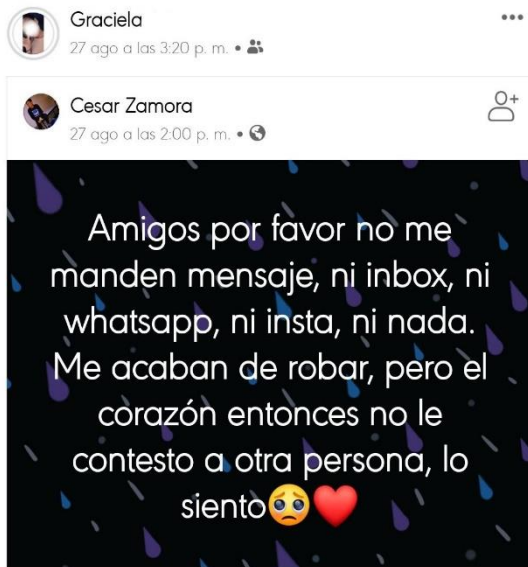 Graciela
27 ago a las 3:20 p. m. •
Cesar Zamora
27 ago a las 2:00 p. m. •
Amigos por favor no me
manden mensaje, ni inbox, ni
whatsapp, ni insta, ni nada.
Me acaban de robar, pero el
corazón entonces no le
contesto a otra persona, lo
siento🥺❤️